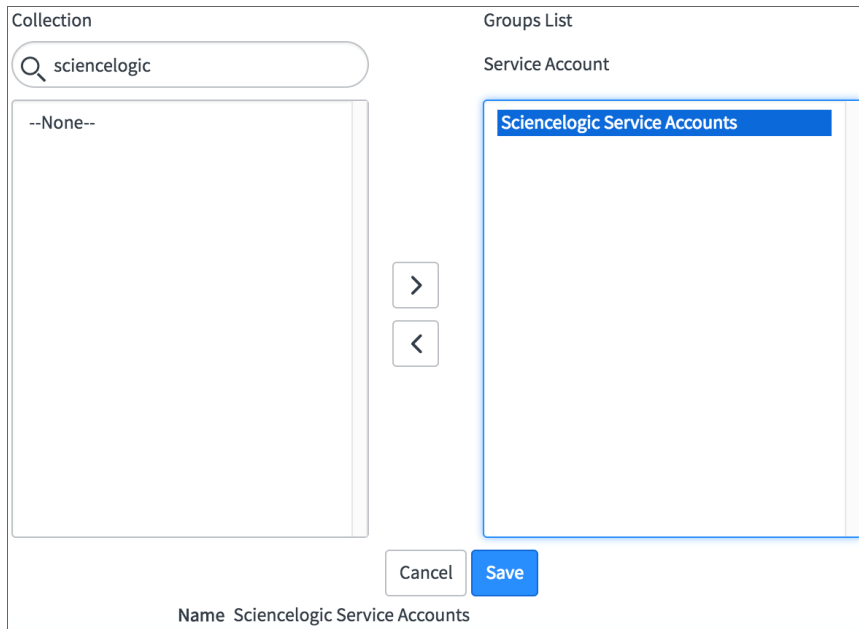 Collection
sciencelogic
--None--
Groups List
Service Account
Sciencelogic Service Accounts
Cancel
Save
Name Sciencelogic Service Accounts